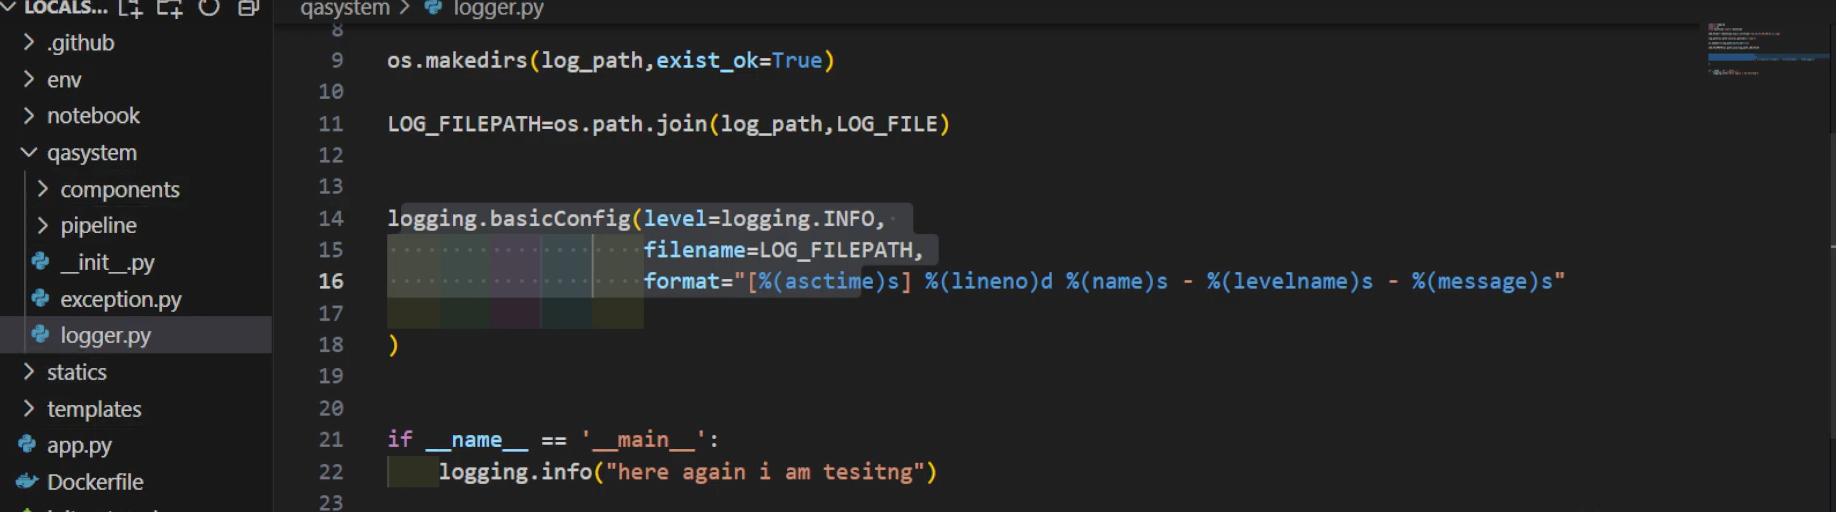 LOCALS...
.github
env
notebook
qasystem
components
pipeline
__init__.py
exception.py
logger.py
statics
templates
app.py
Dockerfile
qasystem > logger.py
8
9 os.makedirs(log_path,exist_ok=True)
10
11 LOG_FILEPATH=os.path.join(log_path,LOG_FILE)
12
13
14 logging.basicConfig(level=logging.INFO,
15 filename=LOG_FILEPATH,
16 format="[%(asctime)s] %(lineno)d %(name)s - %(levelname)s - %(message)s"
17
18 )
19
20
21 if __name__ == '__main__':
22 logging.info("here again i am tesitng")
23